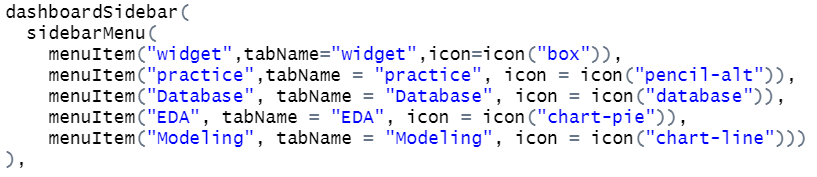 dashboardSidebar(
  sidebarMenu(
    menuItem("widget",tabName="widget",icon=icon("box")),
    menuItem("practice",tabName = "practice", icon = icon("pencil-alt")),
    menuItem("Database", tabName = "Database", icon = icon("database")),
    menuItem("EDA", tabName = "EDA", icon = icon("chart-pie")),
    menuItem("Modeling", tabName = "Modeling", icon = icon("chart-line")))
),